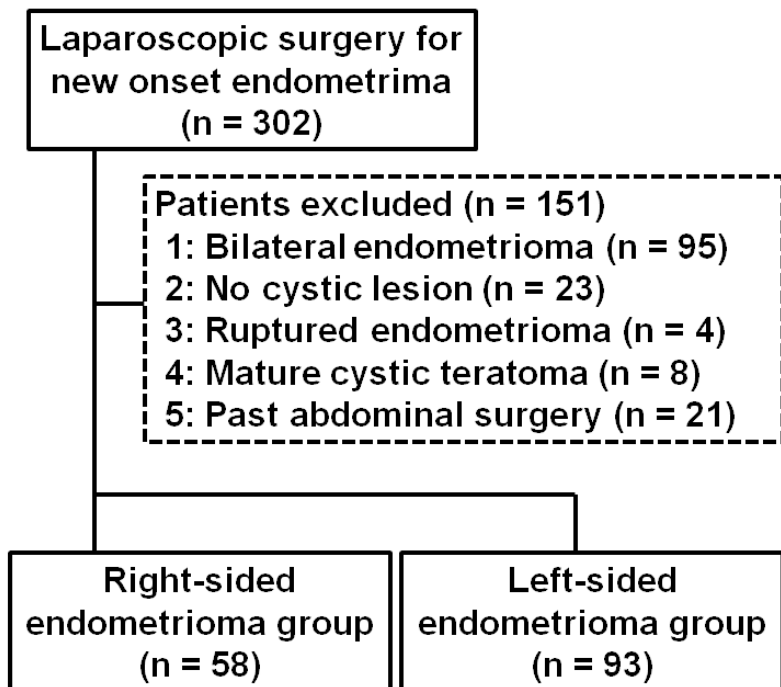 Laparoscopic surgery for
new onset endometrima
(n = 302)
Patients excluded (n = 151)
1: Bilateral endometrioma (n = 95)
2: No cystic lesion (n = 23)
3: Ruptured endometrioma (n = 4)
4: Mature cystic teratoma (n = 8)
5: Past abdominal surgery (n = 21)
Right-sided
endometrioma group
(n = 58)
Left-sided
endometrioma group
(n = 93)